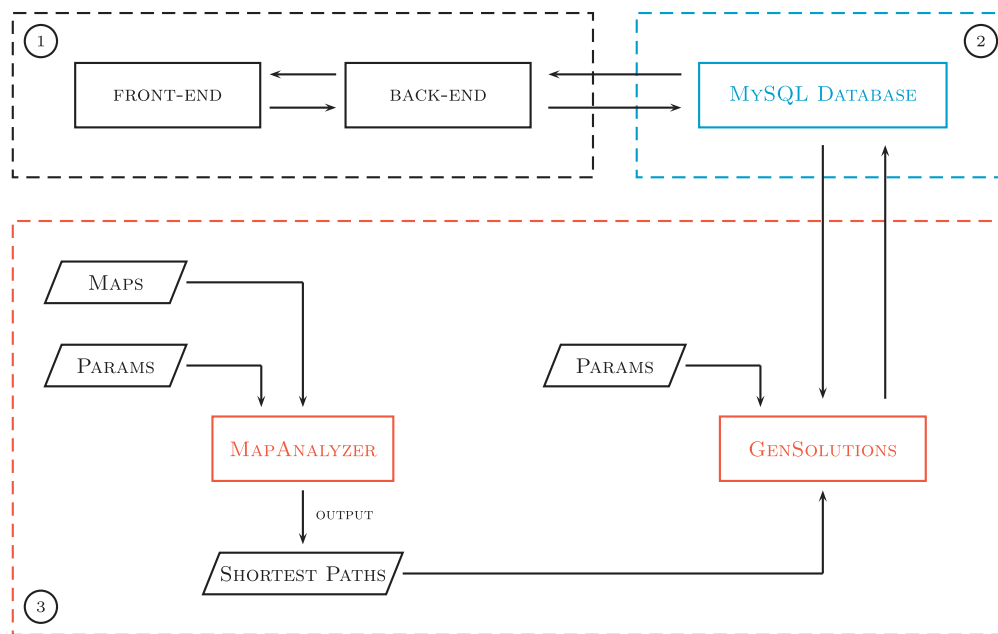 1
2
FRONT-END
BACK-END
MySQL Database
Maps
Params
Params
MapAnalyzer
GenSolutions
OUTPUT
Shortest Paths
3